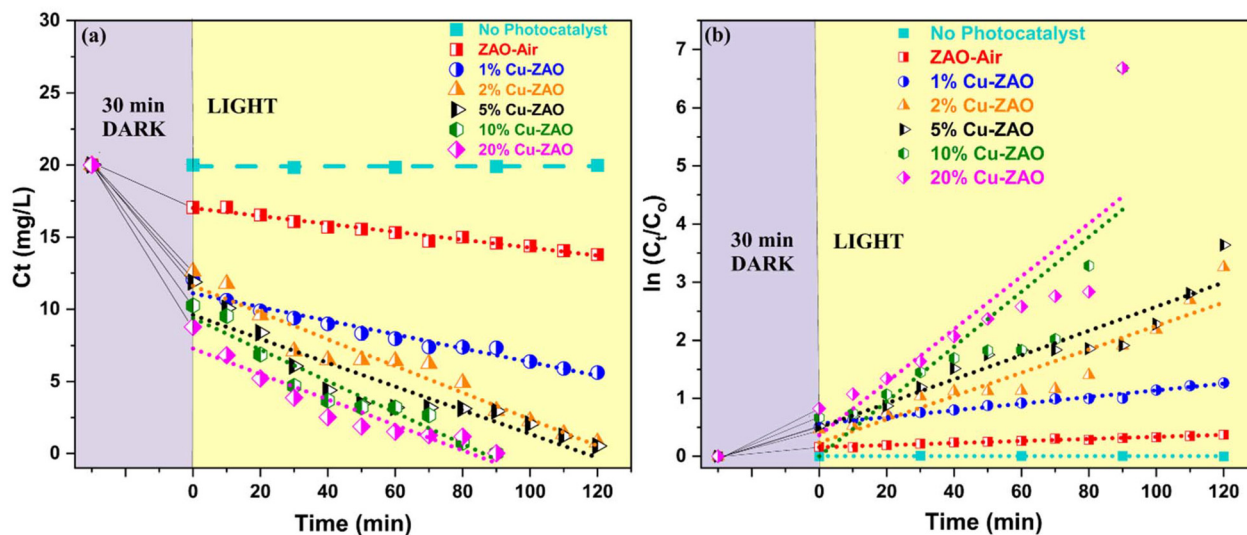 (a)
No Photocatalyst
ZAO-Air
1% Cu-ZAO
2% Cu-ZAO
5% Cu-ZAO
10% Cu-ZAO
20% Cu-ZAO
30 min
DARK
LIGHT
30
25
20
15
10
5
0
Ct (mg/L)
0 20 40 60 80 100 120
Time (min)
(b)
No Photocatalyst
ZAO-Air
1% Cu-ZAO
2% Cu-ZAO
5% Cu-ZAO
10% Cu-ZAO
20% Cu-ZAO
30 min
DARK
LIGHT
7
6
5
4
3
2
1
0
ln (Ct/Co)
0 20 40 60 80 100 120
Time (min)